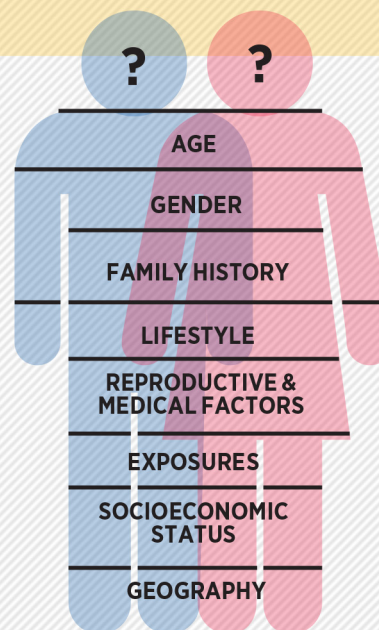 ? ?
AGE
GENDER
FAMILY HISTORY
LIFESTYLE
REPRODUCTIVE &
MEDICAL FACTORS
EXPOSURES
SOCIOECONOMIC
STATUS
GEOGRAPHY